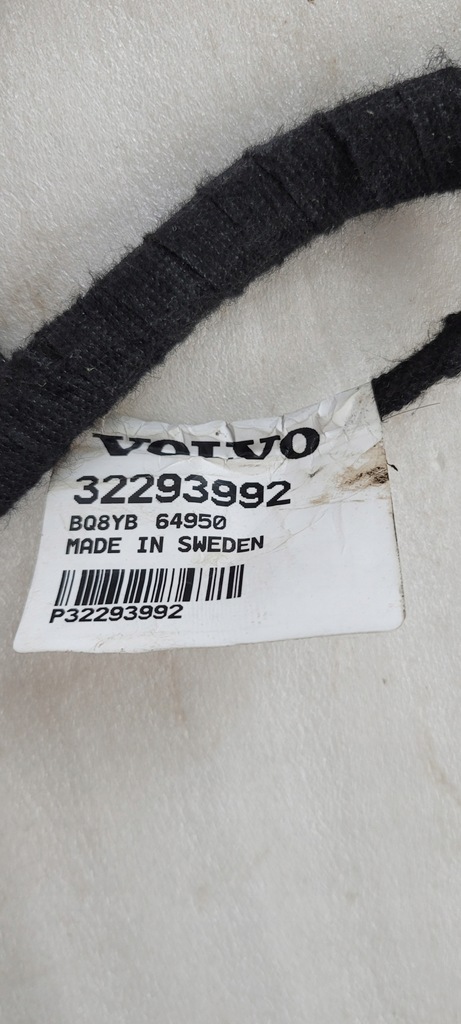 VOLVO
32293992
BQ8YB 64950
MADE IN SWEDEN
P32293992